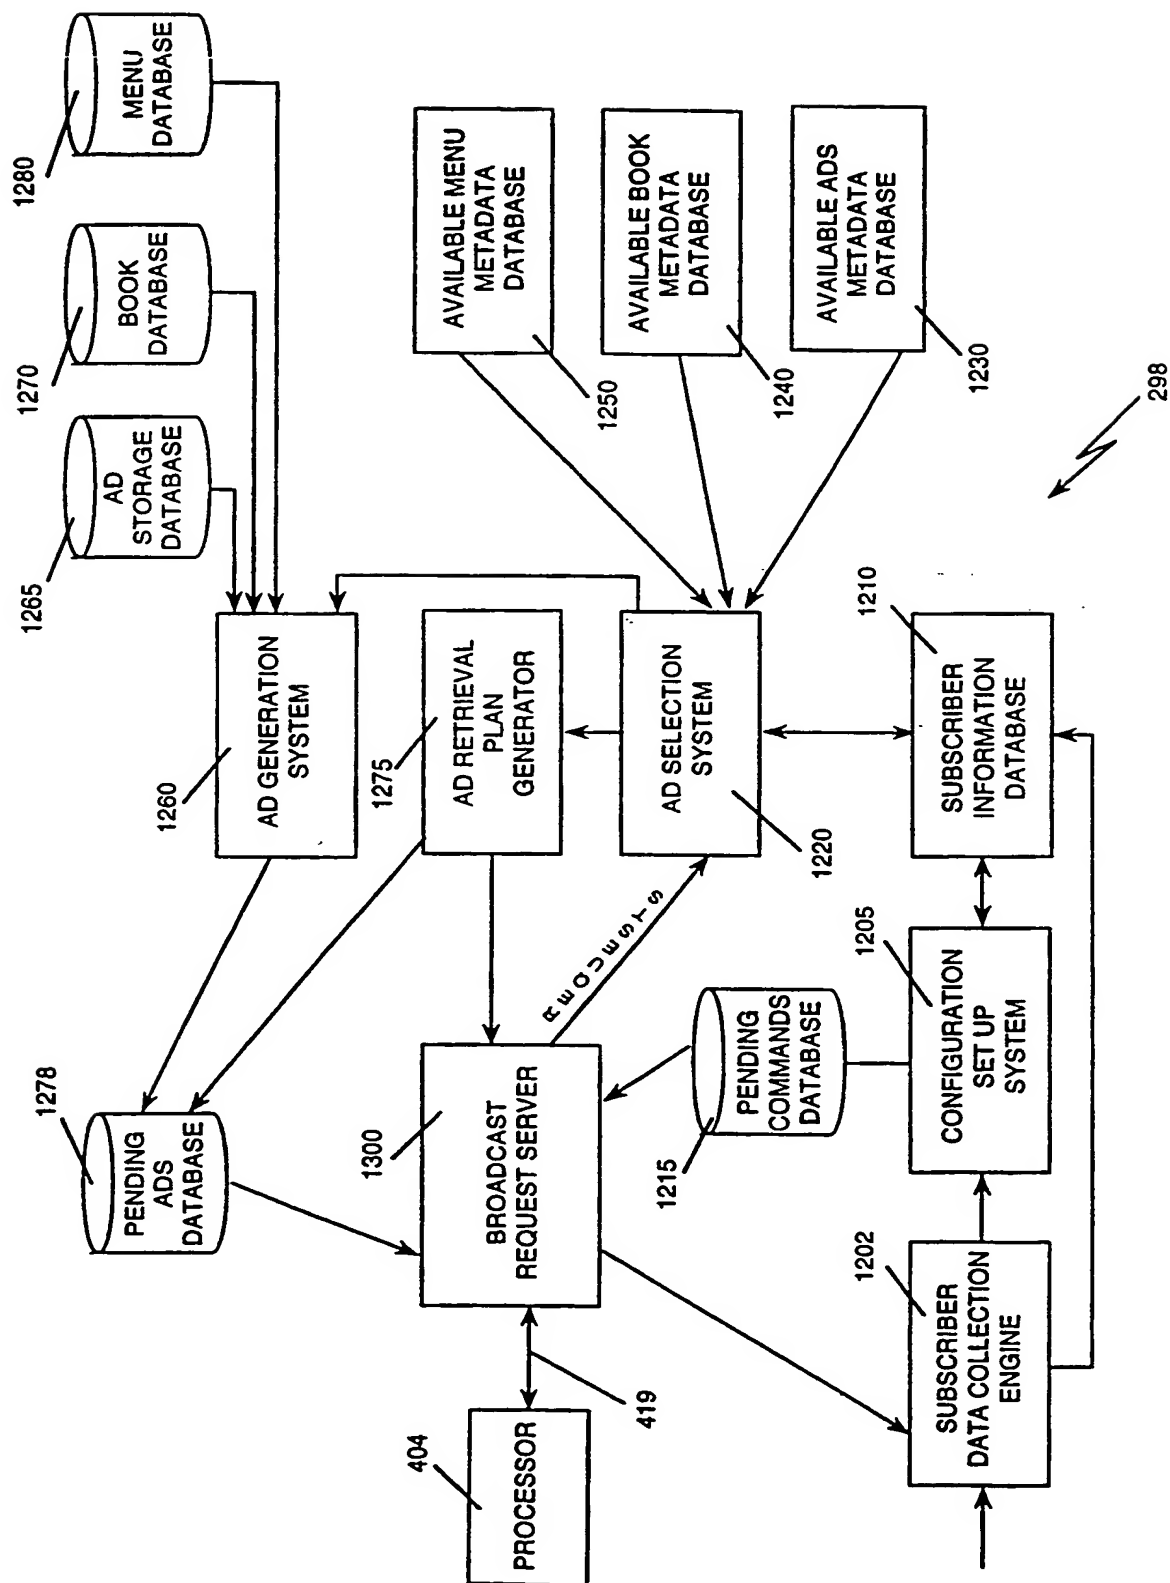 1280
MENU
DATABASE
1270
BOOK
DATABASE
1265
AD
STORAGE
DATABASE
AVAILABLE MENU
METADATA
DATABASE
1250
AVAILABLE BOOK
METADATA
DATABASE
1240
AVAILABLE ADS
METADATA
DATABASE
1230
298
1260
AD GENERATION
SYSTEM
1275
AD RETRIEVAL
PLAN
GENERATOR
AD SELECTION
SYSTEM
1220
1210
SUBSCRIBER
INFORMATION
DATABASE
1278
PENDING
ADS
DATABASE
1300
BROADCAST
REQUEST SERVER
REQUESTS
PENDING
COMMANDS
DATABASE
1215
1205
CONFIGURATION
SET UP
SYSTEM
404
PROCESSOR
419
1202
SUBSCRIBER
DATA COLLECTION
ENGINE